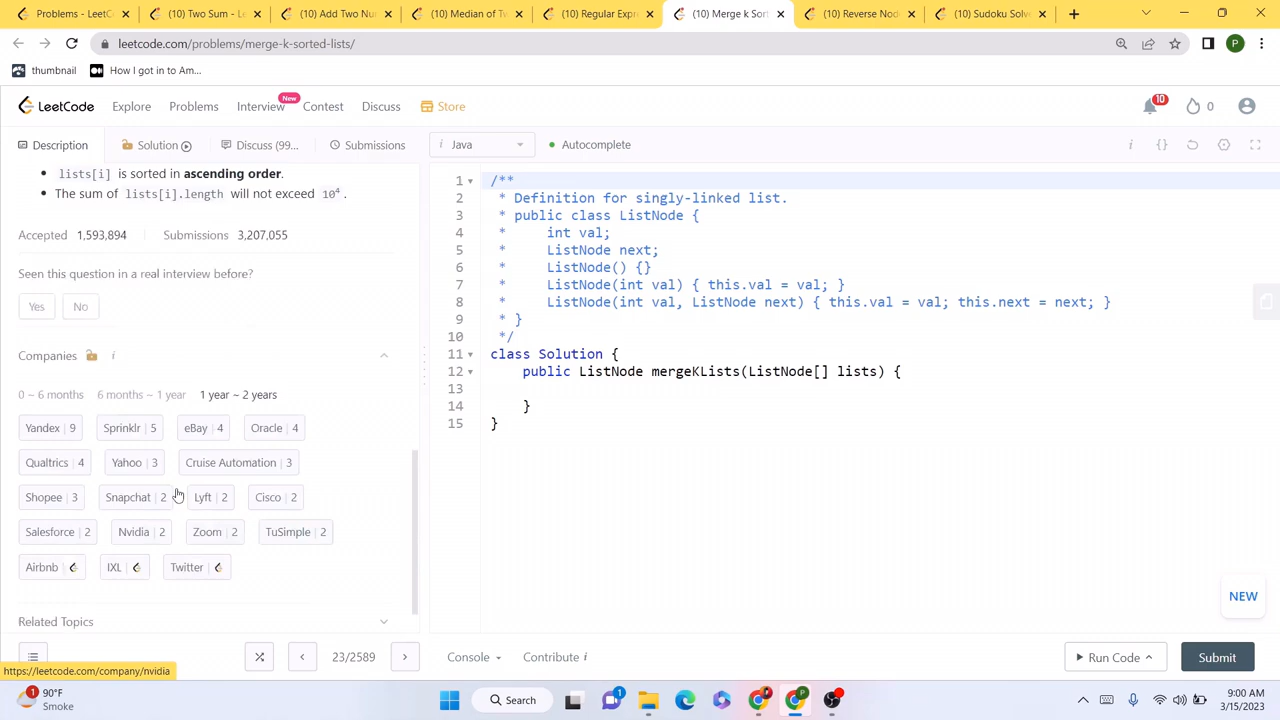 (10) Two Sum - L
(10) Add Two Nu
(10) Median of Tw
(10) Regular Expr
(10) Merge k Sort
(10) Reverse Nod
(10) Sudoku Solv
Problems - LeetC
leetcode.com/problems/merge-k-sorted-lists/
P
thumbnail
How I got in to Am...
LeetCode
Explore
Problems
Interview
New
Contest
Discuss
Store
10
0
Description
Solution
Discuss (99...
Submissions
i Java
Autocomplete
i {}
lists[i] is sorted in ascending order.
The sum of lists[i].length will not exceed 10⁴.
Accepted 1,593,894
Submissions 3,207,055
Seen this question in a real interview before?
Yes
No
Companies i
0 ~ 6 months
6 months ~ 1 year
1 year ~ 2 years
Yandex | 9
Sprinklr | 5
eBay | 4
Oracle | 4
Qualtrics | 4
Yahoo | 3
Cruise Automation | 3
Shopee | 3
Snapchat | 2
Lyft | 2
Cisco | 2
Salesforce | 2
Nvidia | 2
Zoom | 2
TuSimple | 2
Airbnb
IXL
Twitter
Related Topics
1 /**
2 * Definition for singly-linked list.
3 * public class ListNode {
4 *     int val;
5 *     ListNode next;
6 *     ListNode() {}
7 *     ListNode(int val) { this.val = val; }
8 *     ListNode(int val, ListNode next) { this.val = val; this.next = next; }
9 * }
10 */
11 class Solution {
12     public ListNode mergeKLists(ListNode[] lists) {
13
14     }
15 }
NEW
23/2589
Console
Contribute i
Run Code
Submit
https://leetcode.com/company/nvidia
1
90°F
Smoke
Search
1
P
9:00 AM
3/15/2023